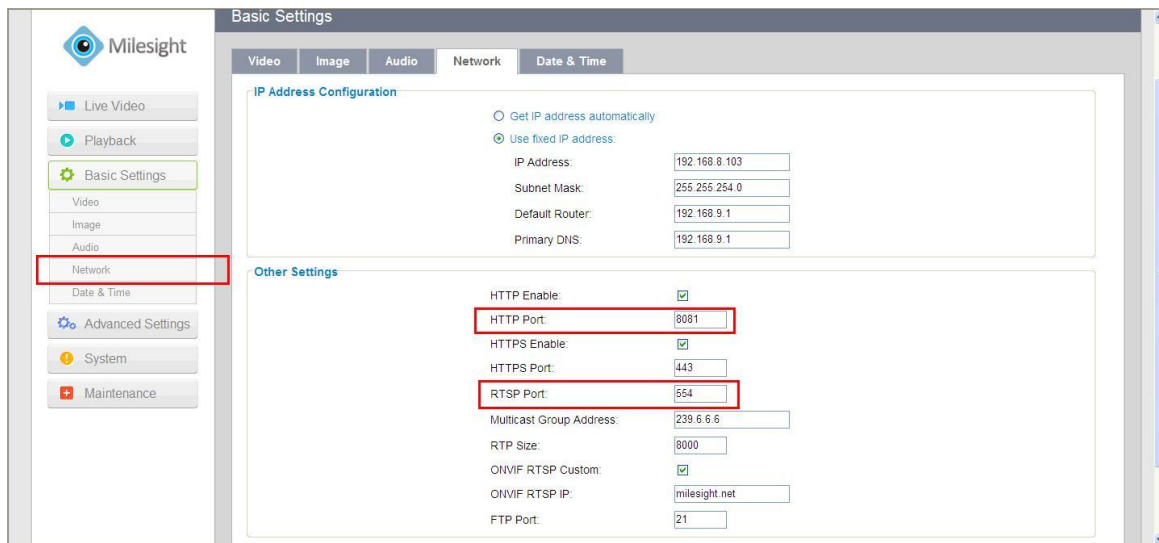 Basic Settings
Milesight
Video Image Audio Network Date & Time
Live Video
Playback
Basic Settings
Video
Image
Audio
Network
Date & Time
Advanced Settings
System
Maintenance
IP Address Configuration
Get IP address automatically
Use fixed IP address:
IP Address: 192.168.8.103
Subnet Mask: 255.255.254.0
Default Router: 192.168.9.1
Primary DNS: 192.168.9.1
Other Settings
HTTP Enable:
HTTP Port: 8081
HTTPS Enable:
HTTPS Port: 443
RTSP Port: 554
Multicast Group Address: 239.6.6.6
RTP Size: 8000
ONVIF RTSP Custom:
ONVIF RTSP IP: milesight.net
FTP Port: 21